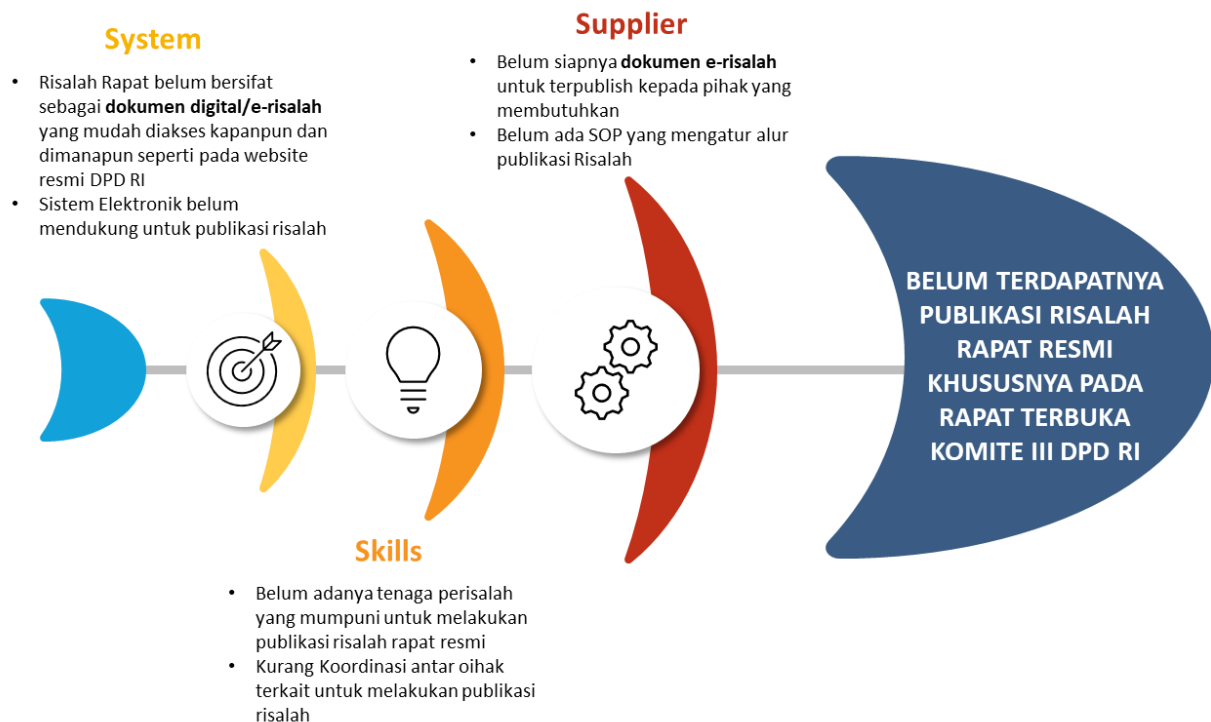 System
• Risalah Rapat belum bersifat
sebagai dokumen digital/e-risalah
yang mudah diakses kapanpun dan
dimanapun seperti pada website
resmi DPD RI
• Sistem Elektronik belum
mendukung untuk publikasi risalah
Supplier
• Belum siapnya dokumen e-risalah
untuk terpublish kepada pihak yang
membutuhkan
• Belum ada SOP yang mengatur alur
publikasi Risalah
BELUM TERDAPATNYA
PUBLIKASI RISALAH
RAPAT RESMI
KHUSUSNYA PADA
RAPAT TERBUKA
KOMITE III DPD RI
Skills
• Belum adanya tenaga perisalah
yang mumpuni untuk melakukan
publikasi risalah rapat resmi
• Kurang Koordinasi antar oihak
terkait untuk melakukan publikasi
risalah